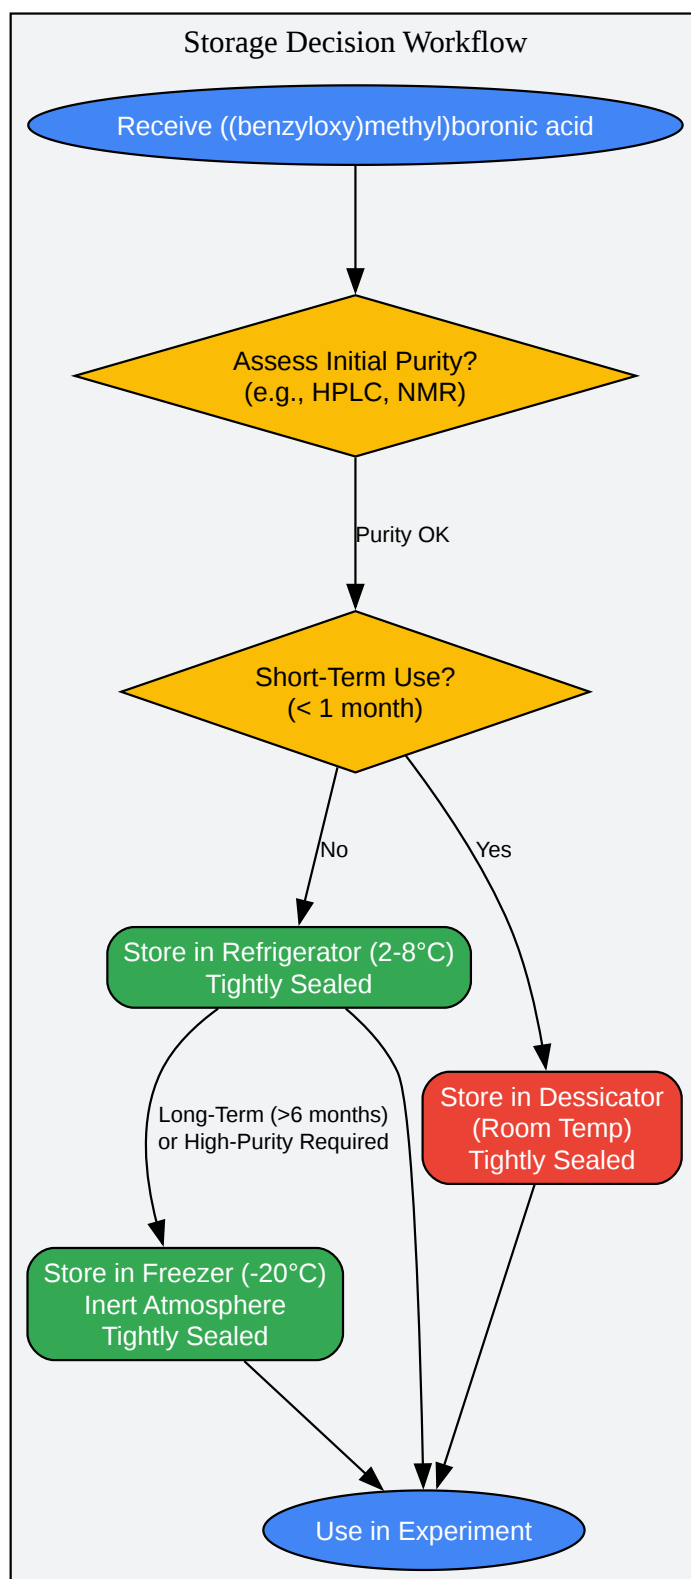 Storage Decision Workflow
Receive ((benzyloxy)methyl)boronic acid
Assess Initial Purity?
(e.g., HPLC, NMR)
Purity OK
Short-Term Use?
(< 1 month)
No
Yes
Store in Refrigerator (2-8°C)
Tightly Sealed
Store in Dessicator
(Room Temp)
Tightly Sealed
Long-Term (>6 months)
or High-Purity Required
Store in Freezer (-20°C)
Inert Atmosphere
Tightly Sealed
Use in Experiment